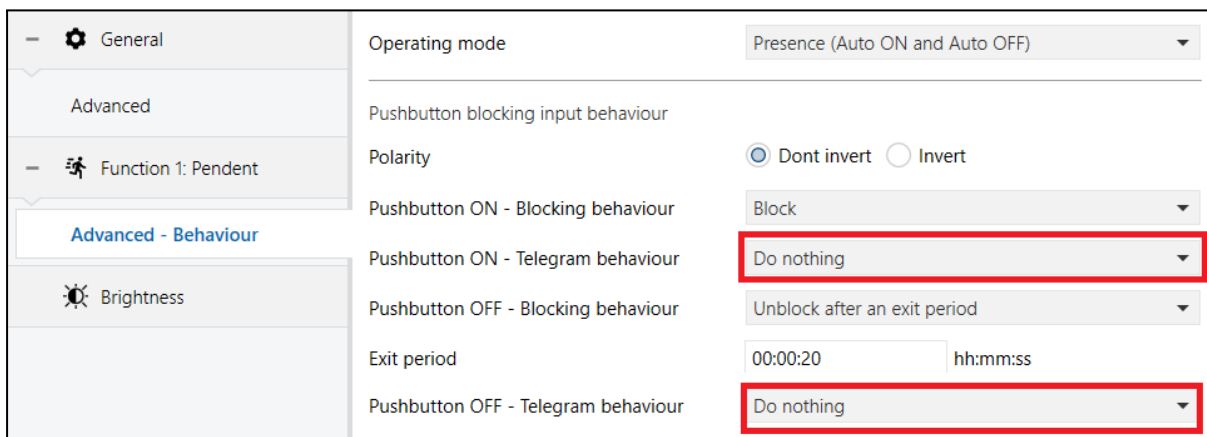 General
Advanced
Function 1: Pendent
Advanced - Behaviour
Brightness
Operating mode Presence (Auto ON and Auto OFF)
Pushbutton blocking input behaviour
Polarity Dont invert Invert
Pushbutton ON - Blocking behaviour Block
Pushbutton ON - Telegram behaviour Do nothing
Pushbutton OFF - Blocking behaviour Unblock after an exit period
Exit period 00:00:20 hh:mm:ss
Pushbutton OFF - Telegram behaviour Do nothing